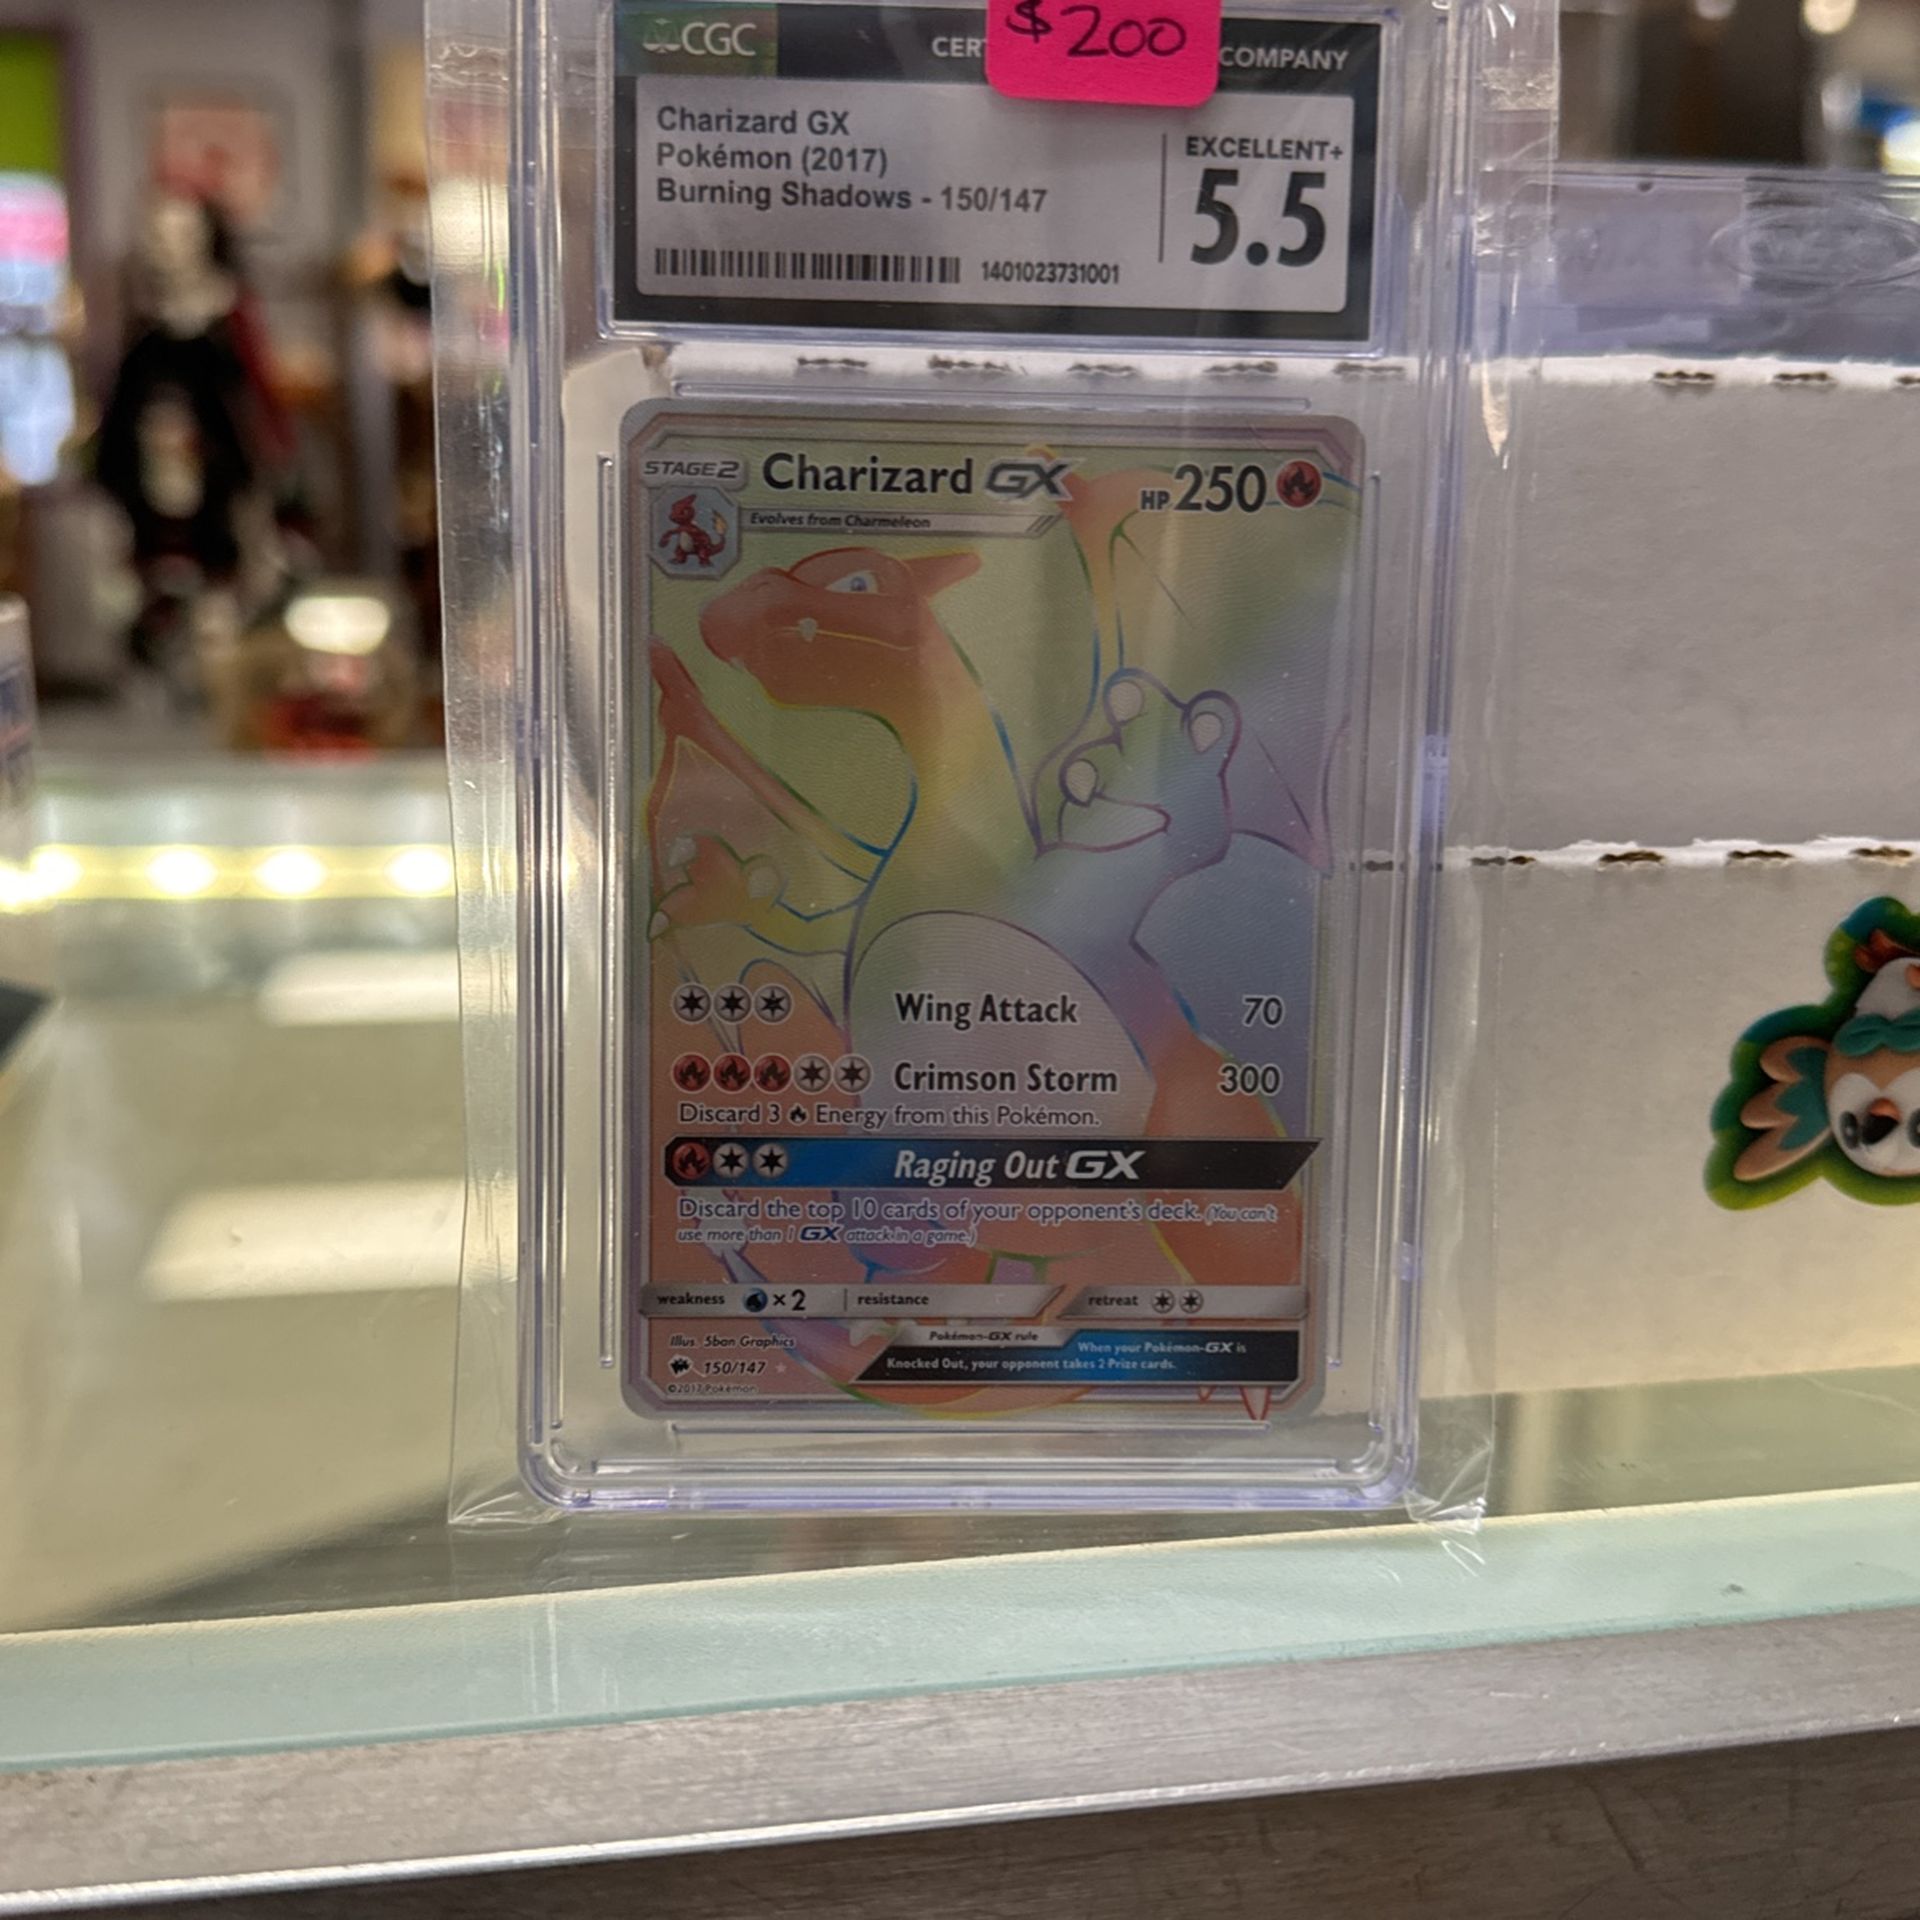 $200
CGC CER COMPANY
Charizard GX
Pokémon (2017)
Burning Shadows - 150/147
EXCELLENT+
5.5
1401023731001
STAGE2 Charizard GX HP 250
Evolves from Charmeleon
Wing Attack 70
Crimson Storm 300
Discard 3 Energy from this Pokémon.
Raging Out GX
Discard the top 10 cards of your opponent's deck. (You can't
use more than 1 GX attack in a game.)
weakness ×2 resistance retreat
Illus. 5ban Graphics
150/147
©2017 Pokémon
Pokémon-GX rule
When your Pokémon-GX is
Knocked Out, your opponent takes 2 Prize cards.